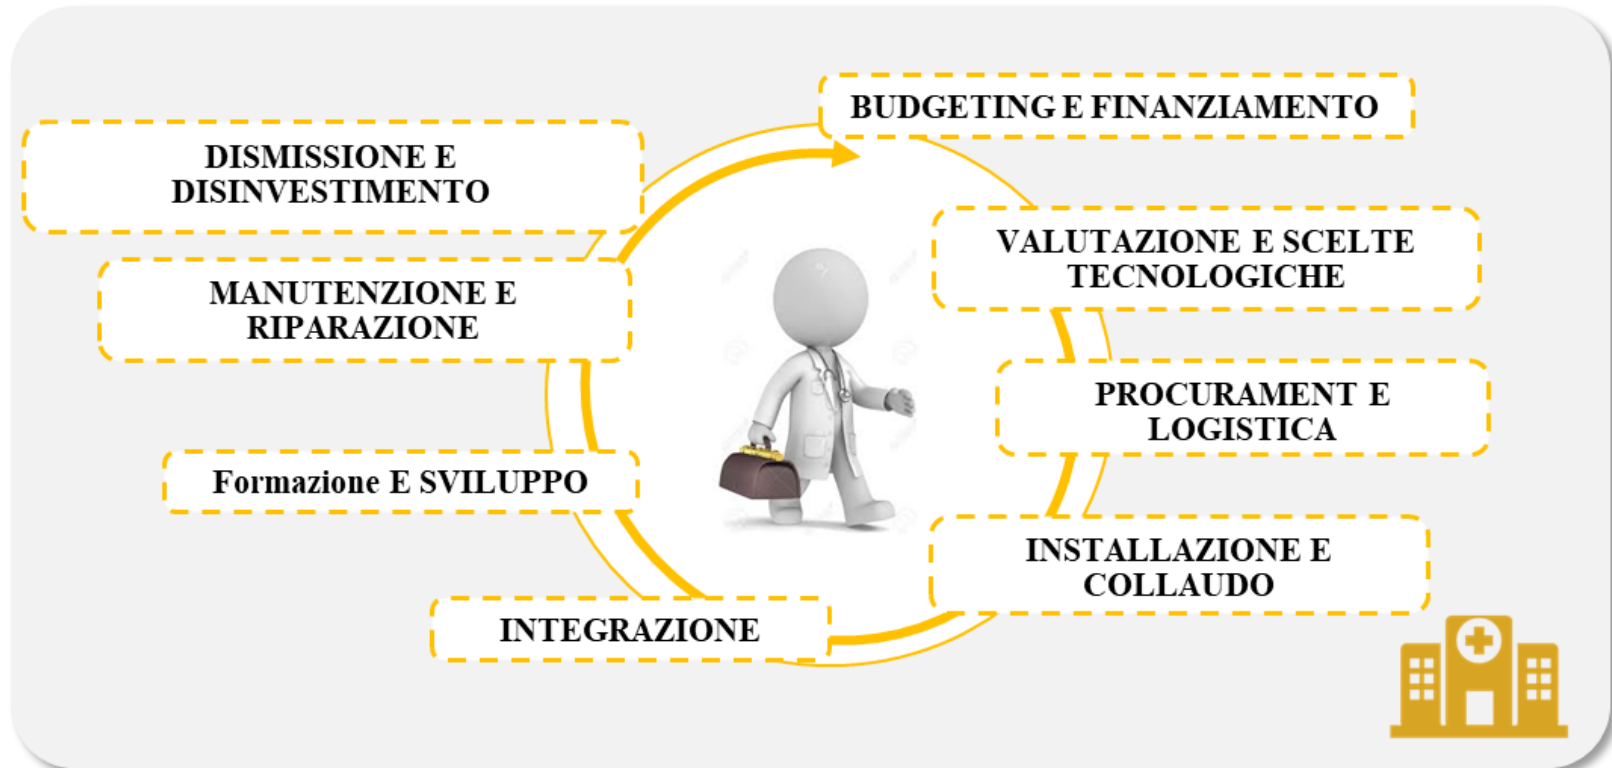 BUDGETING E FINANZIAMENTO
DISMISSIONE E
DISINVESTIMENTO
VALUTAZIONE E SCELTE
TECNOLOGICHE
MANUTENZIONE E
RIPARAZIONE
PROCURAMENT E
LOGISTICA
Formazione E SVILUPPO
INSTALLAZIONE E
COLLAUDO
INTEGRAZIONE